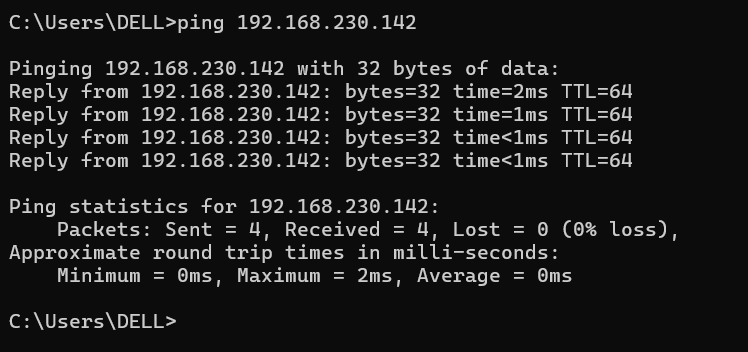 C:\Users\DELL>ping 192.168.230.142
Pinging 192.168.230.142 with 32 bytes of data:
Reply from 192.168.230.142: bytes=32 time=2ms TTL=64
Reply from 192.168.230.142: bytes=32 time=1ms TTL=64
Reply from 192.168.230.142: bytes=32 time<1ms TTL=64
Reply from 192.168.230.142: bytes=32 time<1ms TTL=64
Ping statistics for 192.168.230.142:
    Packets: Sent = 4, Received = 4, Lost = 0 (0% loss),
Approximate round trip times in milli-seconds:
    Minimum = 0ms, Maximum = 2ms, Average = 0ms
C:\Users\DELL>